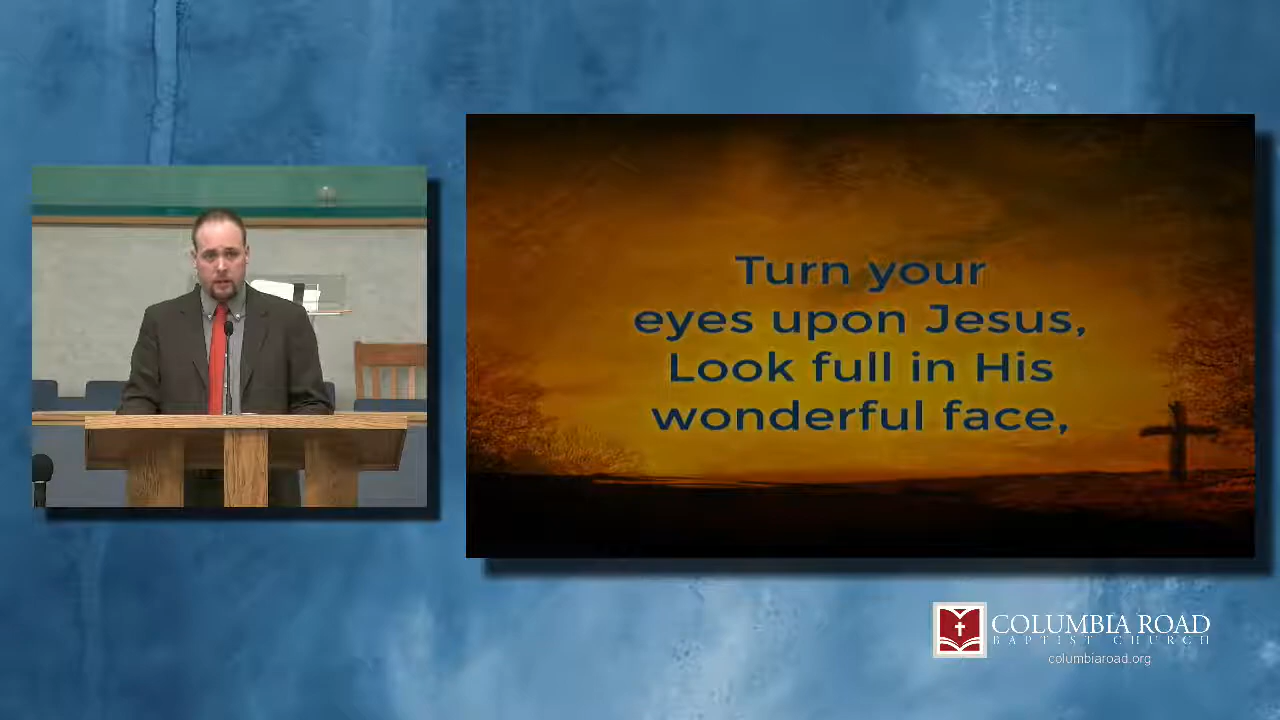 Turn your
eyes upon Jesus,
Look full in His
wonderful face,
COLUMBIA ROAD
BAPTIST CHURCH
columbiaroad.org